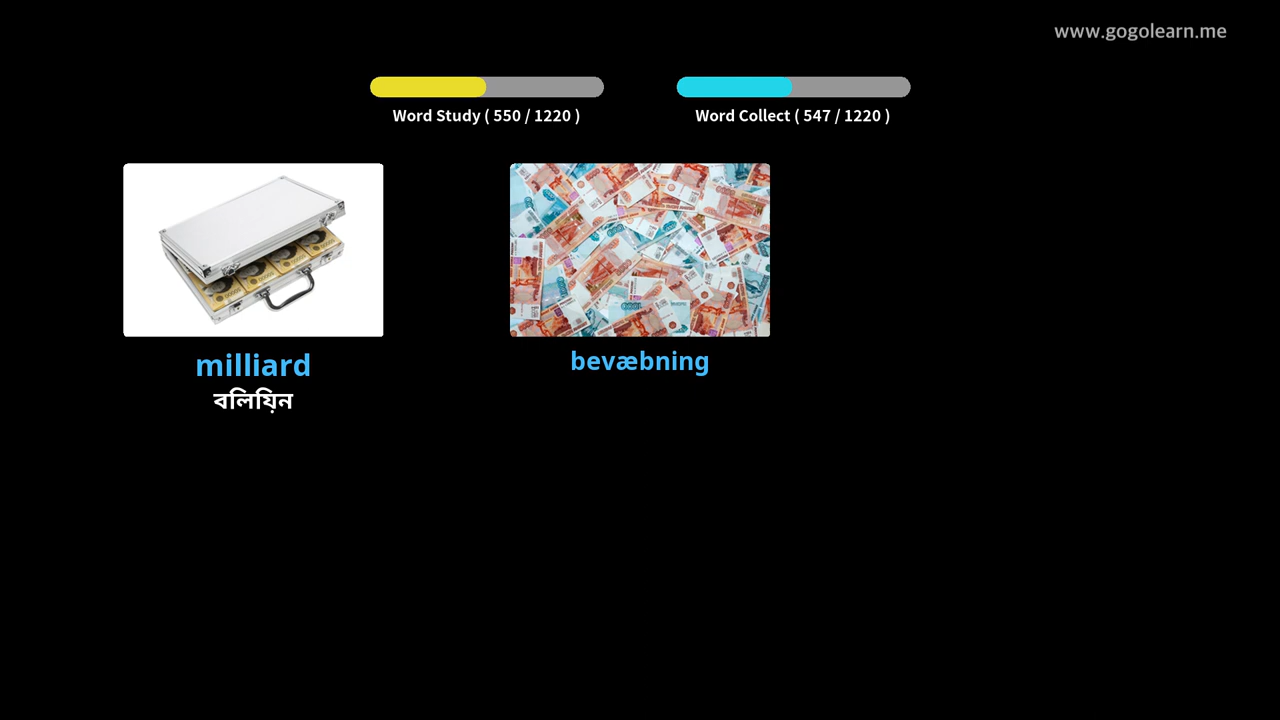 www.gogolearn.me
Word Study ( 550 / 1220 )
Word Collect ( 547 / 1220 )
milliard
বলিয়িন
bevæbning